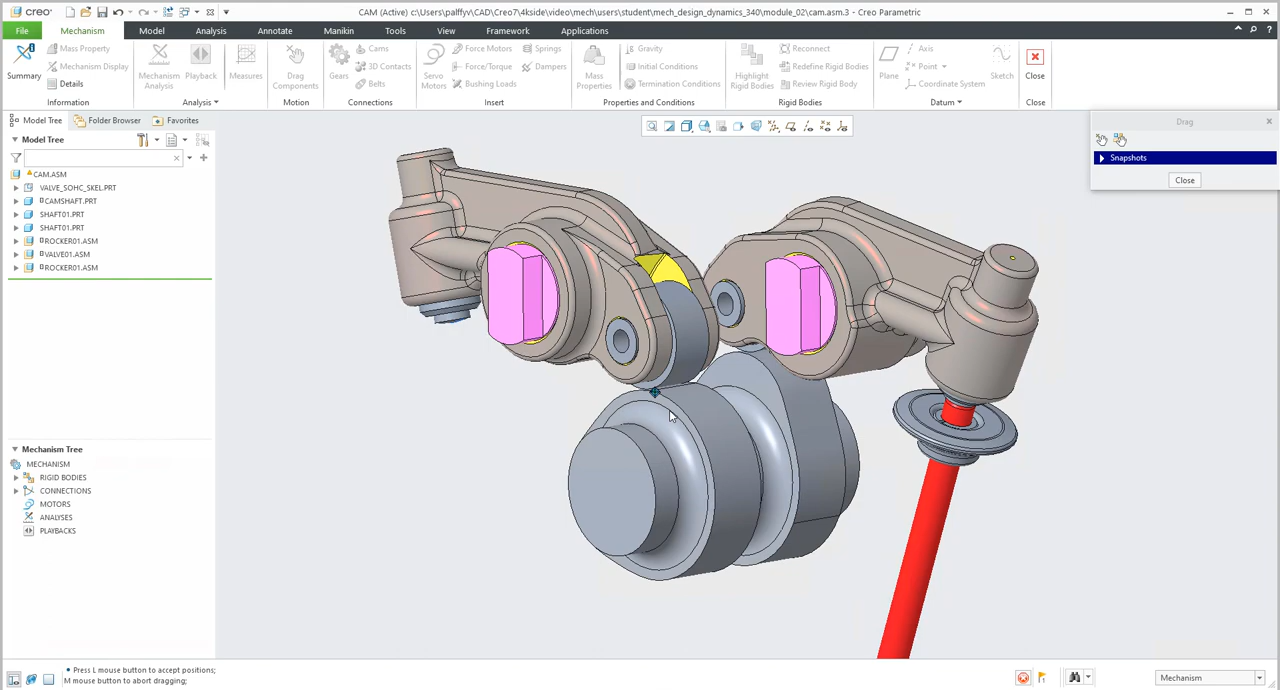 creo° CAM (Active) c:\Users\palffyv\CAD\Creo7\4kside\video\mech\users\student\mech_design_dynamics_340\module_02\cam.asm.3 - Creo Parametric
File Mechanism Model Analysis Annotate Manikin Tools View Framework Applications
Summary
Mass Property
Mechanism Display
Details
Information
Mechanism Analysis
Playback
Measures
Analysis
Drag Components
Motion
Gears
Cams
3D Contacts
Belts
Connections
Servo Motors
Force Motors
Force/Torque
Bushing Loads
Springs
Dampers
Insert
Mass Properties
Gravity
Initial Conditions
Termination Conditions
Properties and Conditions
Highlight Rigid Bodies
Reconnect
Redefine Rigid Bodies
Review Rigid Body
Rigid Bodies
Plane
Axis
Point
Coordinate System
Sketch
Datum
Close
Close
Model Tree Folder Browser Favorites
Model Tree
CAM.ASM
VALVE_SOHC_SKEL.PRT
CAMSHAFT.PRT
SHAFT01.PRT
SHAFT01.PRT
ROCKER01.ASM
VALVE01.ASM
ROCKER01.ASM
Mechanism Tree
MECHANISM
RIGID BODIES
CONNECTIONS
MOTORS
ANALYSES
PLAYBACKS
Drag
Snapshots
Close
• Press L mouse button to accept positions;
M mouse button to abort dragging;
Mechanism